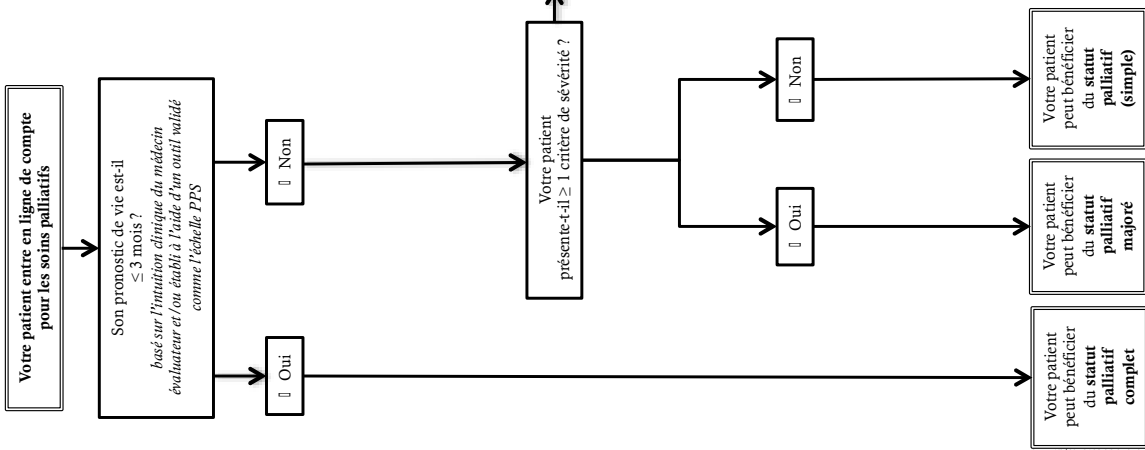 Votre patient entre en ligne de compte
pour les soins palliatifs
Son pronostic de vie est-il
≤ 3 mois ?
basé sur l'intuition clinique du médecin
évaluateur et/ou établi à l'aide d'un outil validé
comme l'échelle PPS
▯ Oui
▯ Non
Votre patient
présente-t-il ≥ 1 critère de sévérité ?
▯ Oui
▯ Non
Votre patient
peut bénéficier
du statut
palliatif
complet
Votre patient
peut bénéficier
du statut
palliatif
majoré
Votre patient
peut bénéficier
du statut
palliatif
(simple)